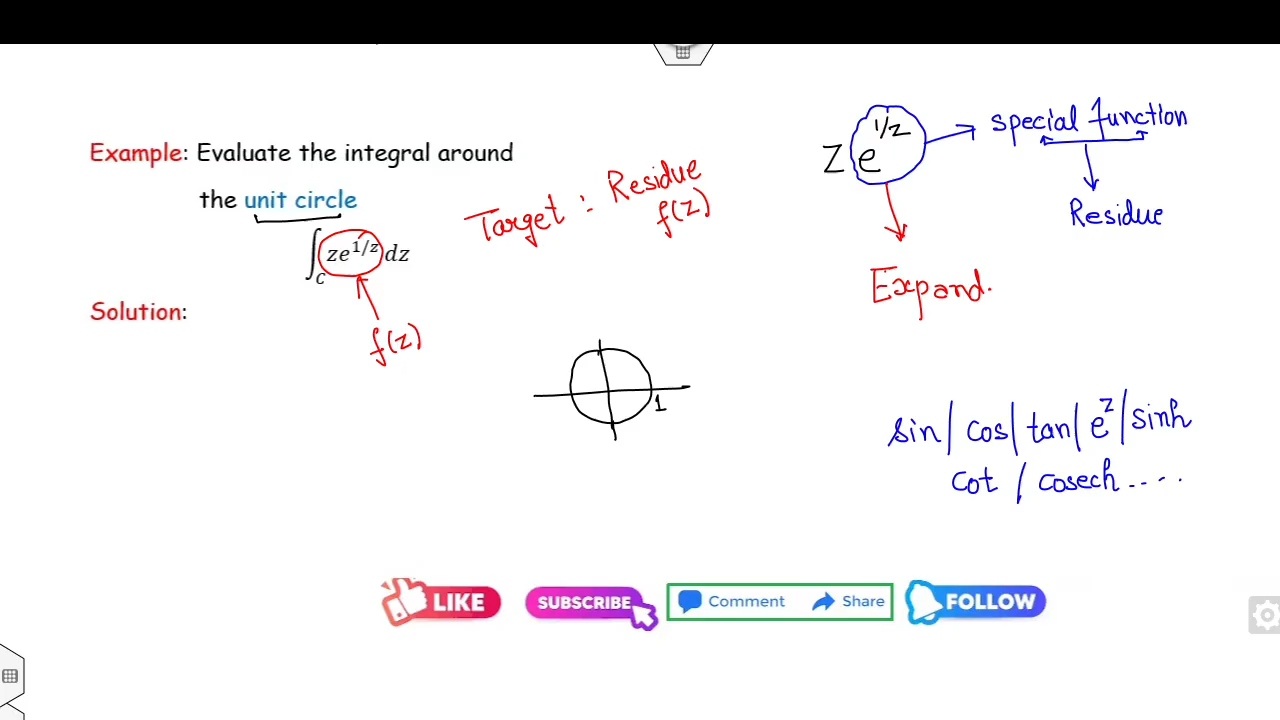 Example: Evaluate the integral around
the unit circle
∫_C ze^{1/z} dz
f(z)
Solution:
Target : Residue
f(z)
z e^{1/z}
special function
Residue
Expand.
1
sin / cos / tan / e^z / sinh
cot / cosech ....
LIKE
SUBSCRIBE
Comment
Share
FOLLOW